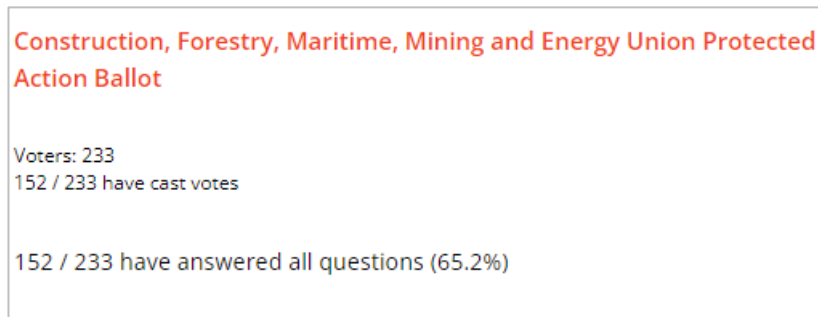 Construction, Forestry, Maritime, Mining and Energy Union Protected
Action Ballot
Voters: 233
152 / 233 have cast votes
152 / 233 have answered all questions (65.2%)